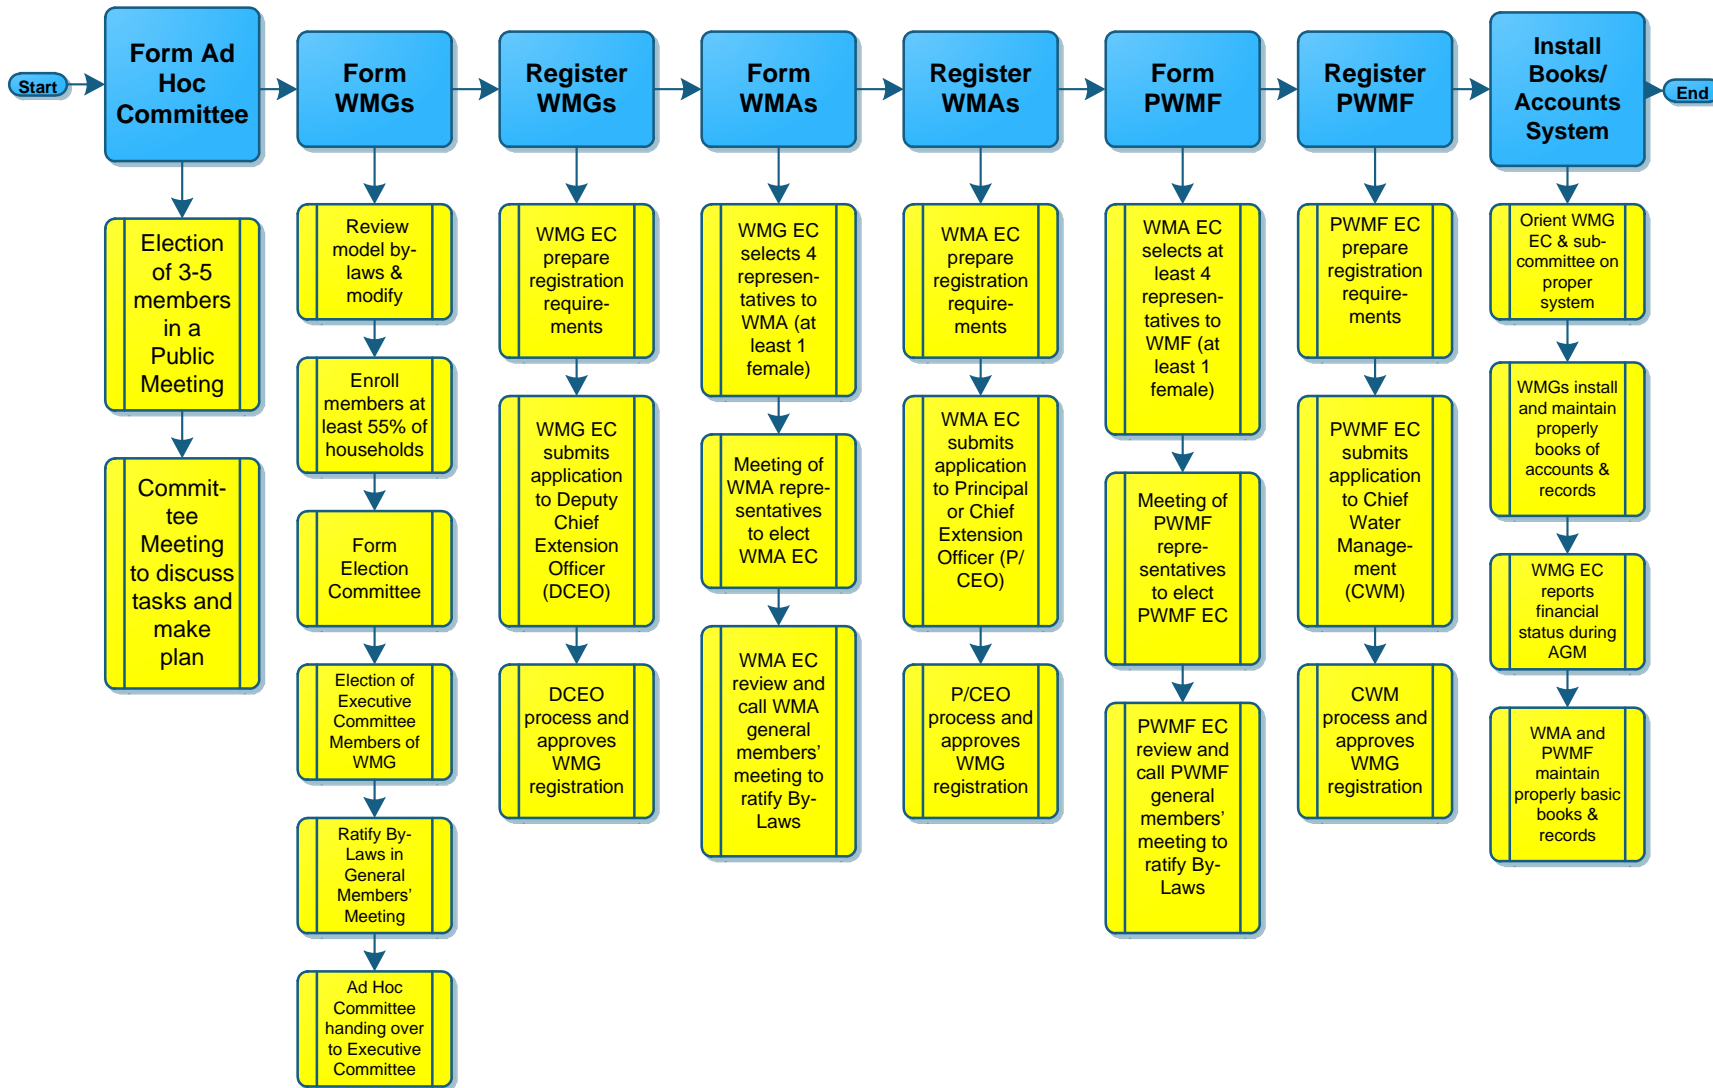 Start
Form Ad
Hoc
Committee
Form
WMGs
Register
WMGs
Form
WMAs
Register
WMAs
Form
PWMF
Register
PWMF
Install
Books/
Accounts
System
End
Election
of 3-5
members
in a
Public
Meeting
Commit-
tee
Meeting
to discuss
tasks and
make
plan
Review
model by-
laws &
modify
Enroll
members at
least 55% of
households
Form
Election
Committee
Election of
Executive
Committee
Members of
WMG
Ratify By-
Laws in
General
Members’
Meeting
Ad Hoc
Committee
handing over
to Executive
Committee
WMG EC
prepare
registration
require-
ments
WMG EC
submits
application
to Deputy
Chief
Extension
Officer
(DCEO)
DCEO
process and
approves
WMG
registration
WMG EC
selects 4
represen-
tatives to
WMA (at
least 1
female)
Meeting of
WMA repre-
sentatives
to elect
WMA EC
WMA EC
review and
call WMA
general
members’
meeting to
ratify By-
Laws
WMA EC
prepare
registration
require-
ments
WMA EC
submits
application
to Principal
or Chief
Extension
Officer (P/
CEO)
P/CEO
process and
approves
WMG
registration
WMA EC
selects at
least 4
represen-
tatives to
WMF (at
least 1
female)
Meeting of
PWMF
repre-
sentatives
to elect
PWMF EC
PWMF EC
review and
call PWMF
general
members’
meeting to
ratify By-
Laws
PWMF EC
prepare
registration
require-
ments
PWMF EC
submits
application
to Chief
Water
Manage-
ment
(CWM)
CWM
process and
approves
WMG
registration
Orient WMG
EC & sub-
committee on
proper
system
WMGs install
and maintain
properly
books of
accounts &
records
WMG EC
reports
financial
status during
AGM
WMA and
PWMF
maintain
properly basic
books &
records